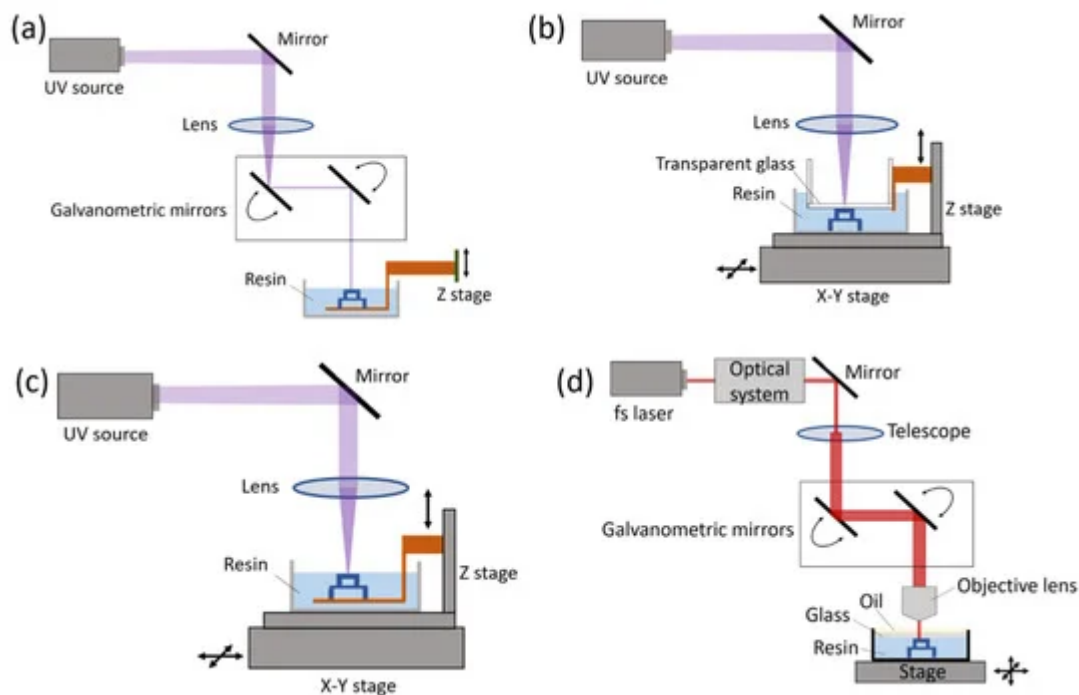 (a)
Mirror
UV source
Lens
Galvanometric mirrors
Resin
Z stage
(b)
Mirror
UV source
Lens
Transparent glass
Resin
Z stage
X-Y stage
(c)
Mirror
UV source
Lens
Resin
Z stage
X-Y stage
(d)
Optical
system
Mirror
fs laser
Telescope
Galvanometric mirrors
Objective lens
Oil
Glass
Resin
Stage